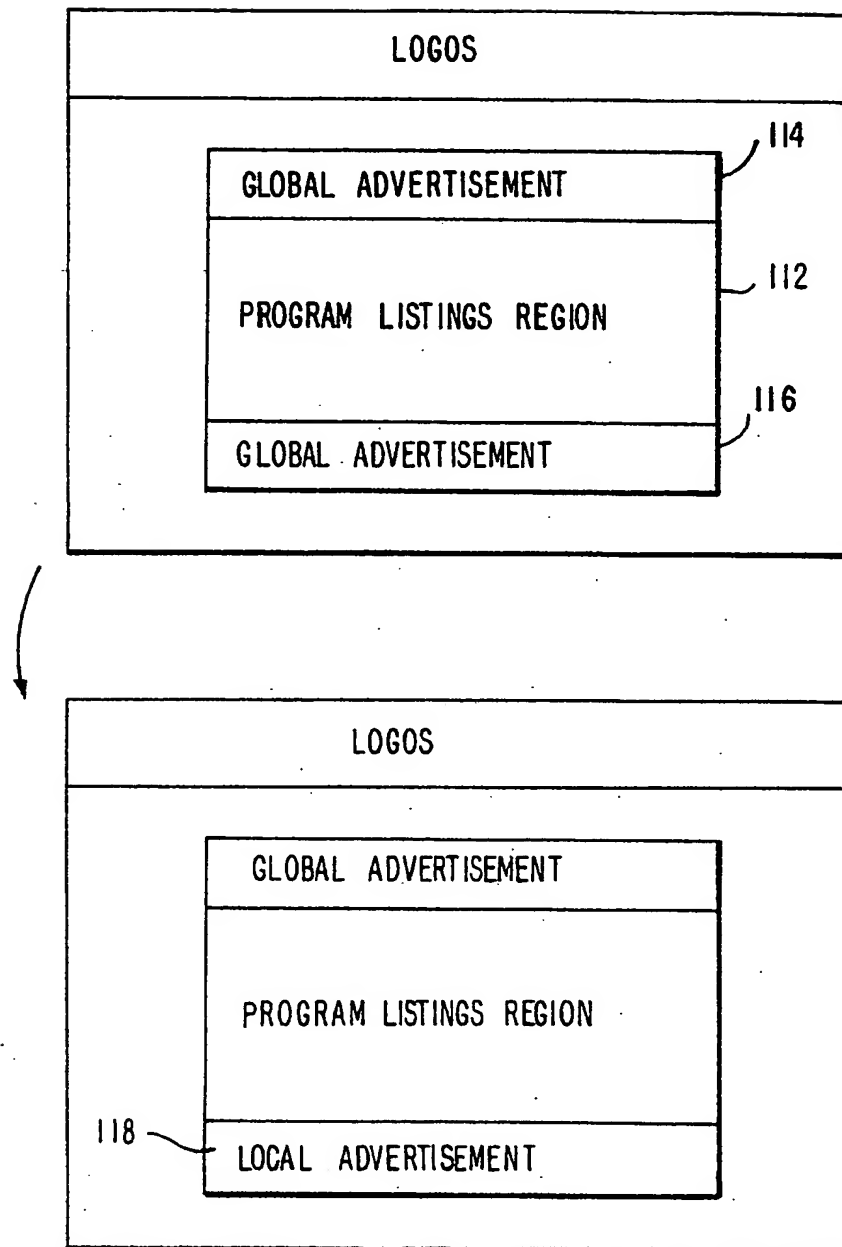 LOGOS
114
GLOBAL ADVERTISEMENT
112
PROGRAM LISTINGS REGION
116
GLOBAL ADVERTISEMENT
LOGOS
GLOBAL ADVERTISEMENT
PROGRAM LISTINGS REGION
118
LOCAL ADVERTISEMENT